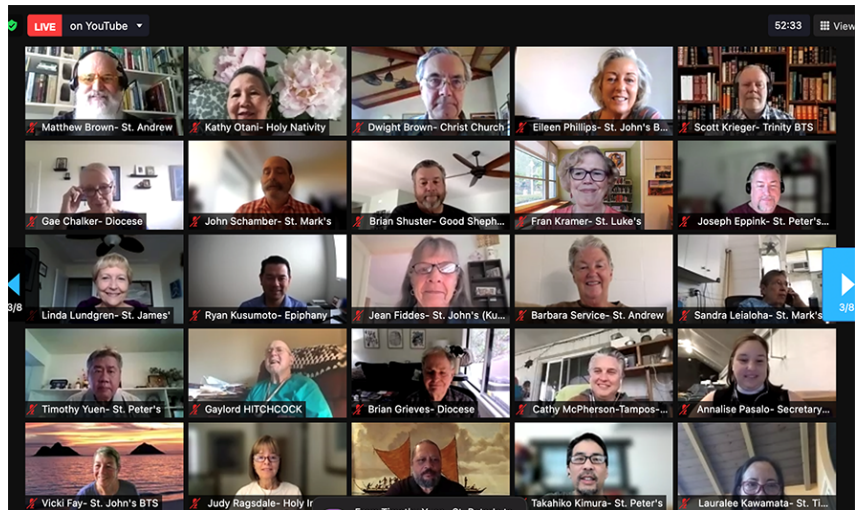 LIVE on YouTube
52:33
View
Matthew Brown- St. Andrew
Kathy Otani- Holy Nativity
Dwight Brown- Christ Church
Eileen Phillips- St. John's B...
Scott Krieger- Trinity BTS
Gae Chalker- Diocese
John Schamber- St. Mark's
Brian Shuster- Good Sheph...
Fran Kramer- St. Luke's
Joseph Eppink- St. Peter's...
Linda Lundgren- St. James'
Ryan Kusumoto- Epiphany
Jean Fiddes- St. John's (Ku...
Barbara Service- St. Andrew
Sandra Leialoha- St. Mark's
3/8
3/8
Timothy Yuen- St. Peter's
Gaylord HITCHCOCK
Brian Grieves- Diocese
Cathy McPherson-Tampos-...
Annalise Pasalo- Secretary...
Vicki Fay- St. John's BTS
Judy Ragsdale- Holy
Takahiko Kimura- St. Peter's
Lauralee Kawamata- St. Ti...